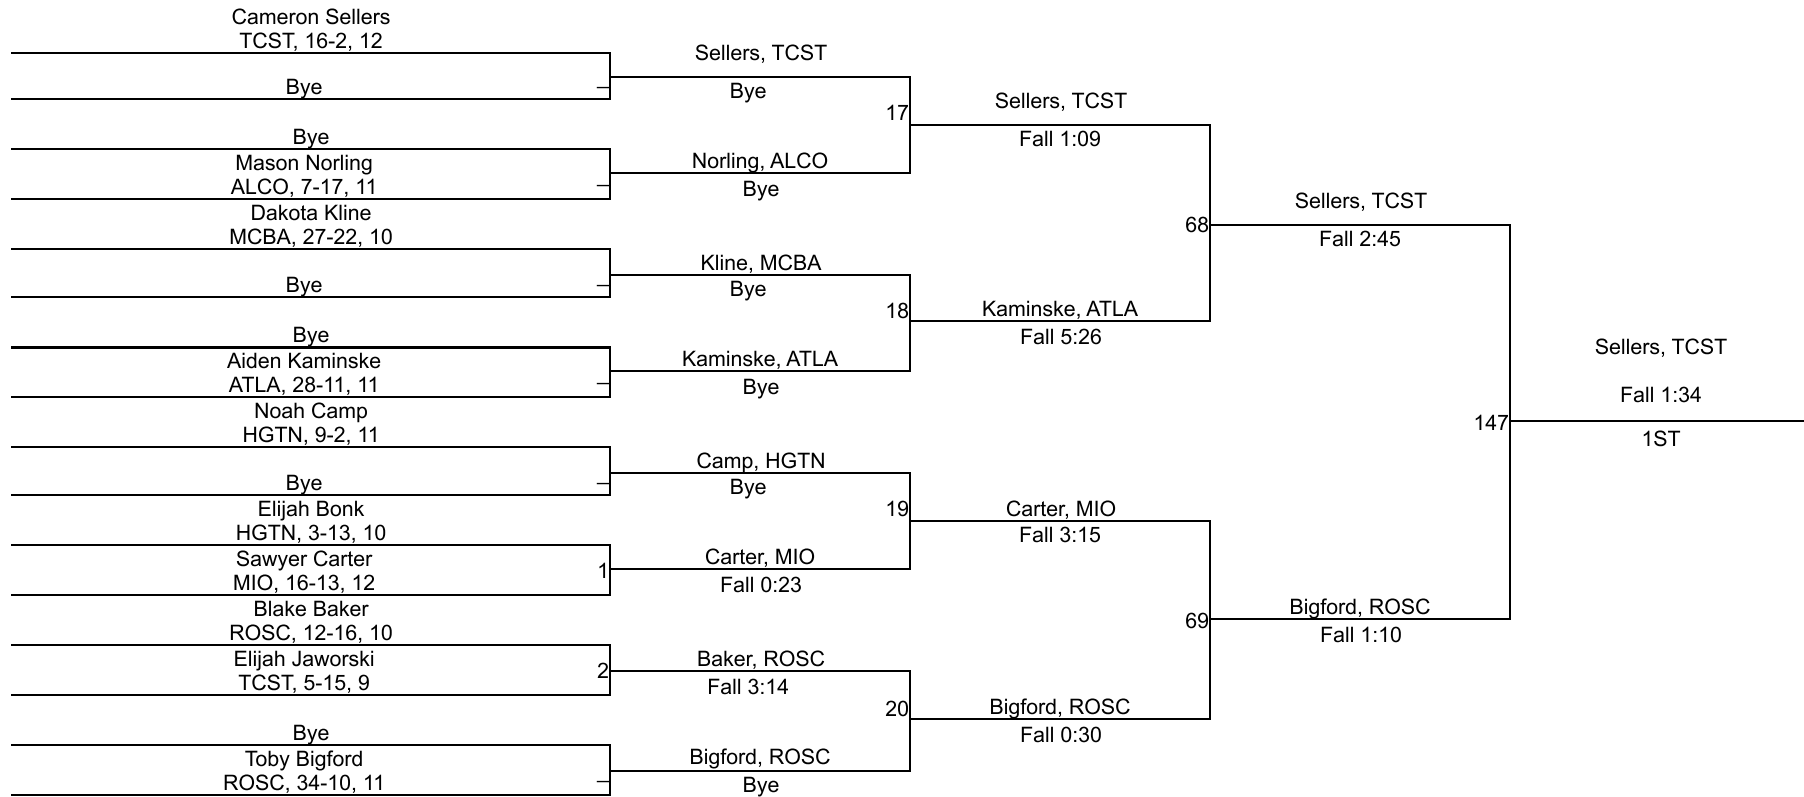 Cameron Sellers
TCST, 16-2, 12
Bye
–
Bye
Mason Norling
ALCO, 7-17, 11
–
Dakota Kline
MCBA, 27-22, 10
Bye
–
Bye
Aiden Kaminske
ATLA, 28-11, 11
–
Noah Camp
HGTN, 9-2, 11
Bye
–
Elijah Bonk
HGTN, 3-13, 10
Sawyer Carter
MIO, 16-13, 12
1
Blake Baker
ROSC, 12-16, 10
Elijah Jaworski
TCST, 5-15, 9
2
Bye
Toby Bigford
ROSC, 34-10, 11
–
Sellers, TCST
Bye
17
Norling, ALCO
Bye
Kline, MCBA
Bye
18
Kaminske, ATLA
Bye
Camp, HGTN
Bye
19
Carter, MIO
Fall 0:23
Baker, ROSC
Fall 3:14
20
Bigford, ROSC
Bye
Sellers, TCST
Fall 1:09
68
Kaminske, ATLA
Fall 5:26
Carter, MIO
Fall 3:15
69
Bigford, ROSC
Fall 0:30
Sellers, TCST
Fall 2:45
147
Bigford, ROSC
Fall 1:10
Sellers, TCST
Fall 1:34
1ST